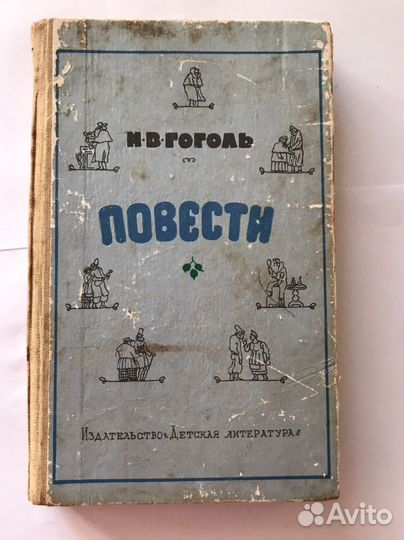 Н·В·ГОГОЛЬ
ПОВЕСТИ
ИЗДАТЕЛЬСТВО «ДЕТСКАЯ ЛИТЕРАТУРА»
Avito